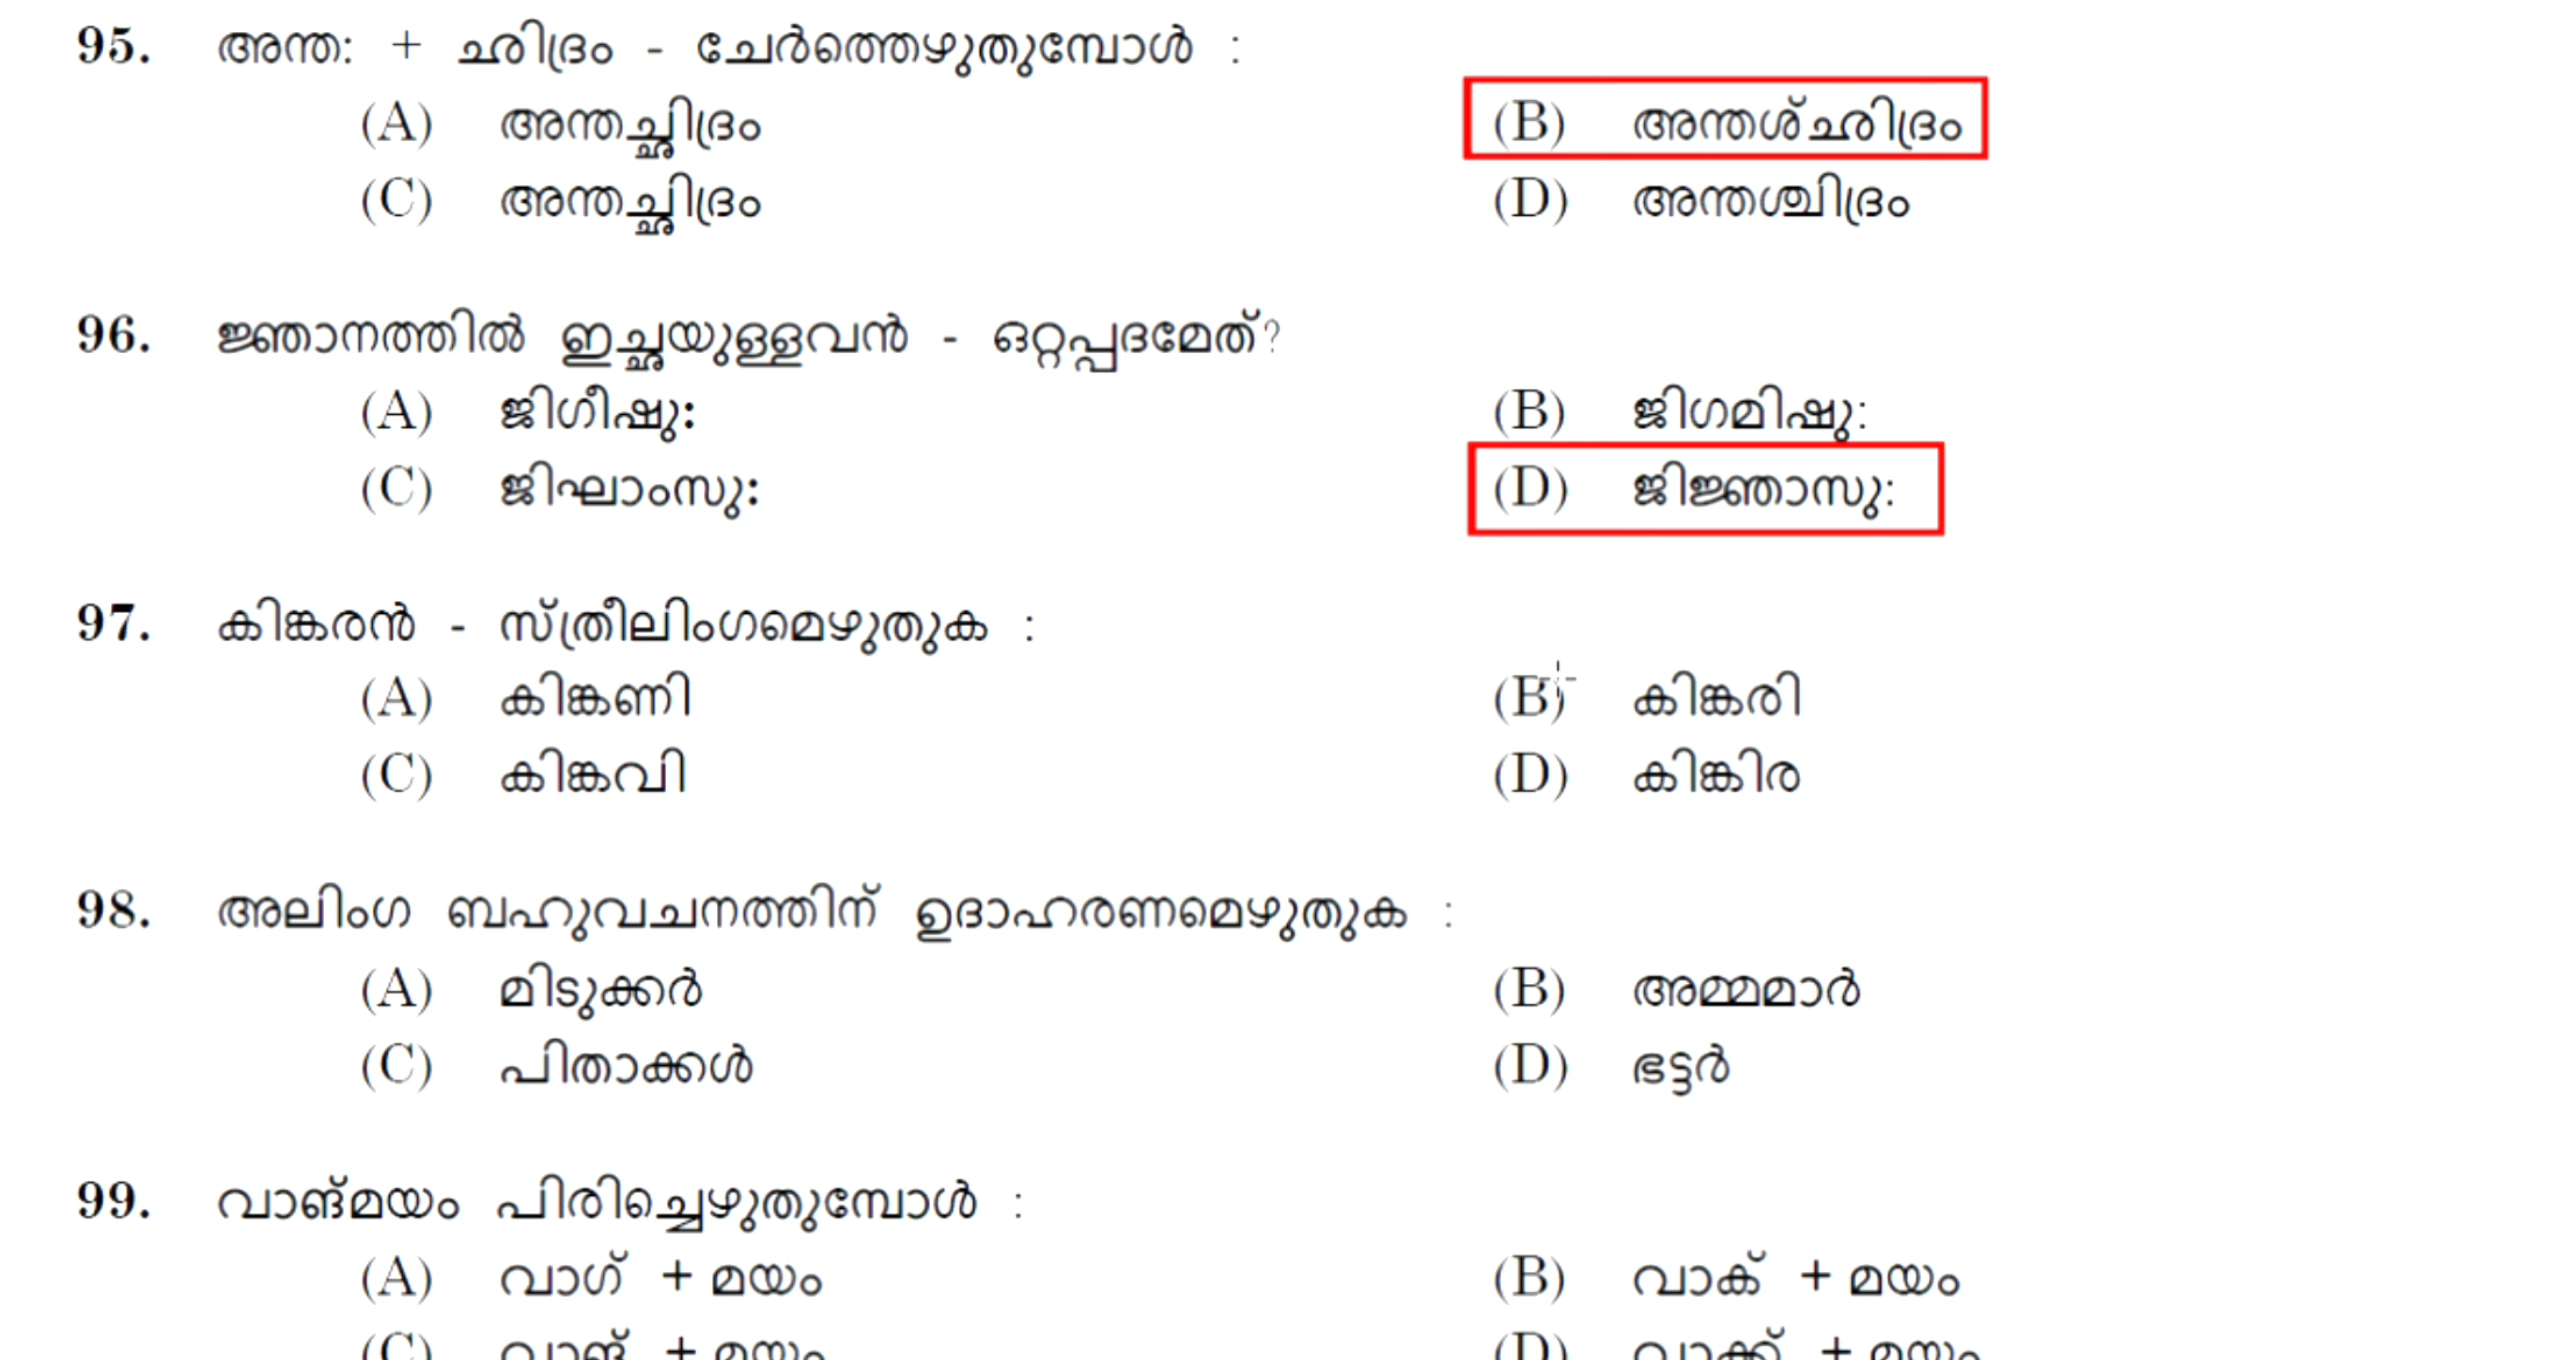 95. അന്ത: + ഛിദ്രം - ചേർത്തെഴുതുമ്പോൾ :
(A) അന്തച്ഛിദ്രം (B) അന്തശ്ഛിദ്രം
(C) അന്തച്ഛിദ്രം (D) അന്തശ്ചിദ്രം
96. ജ്ഞാനത്തിൽ ഇച്ഛയുള്ളവൻ - ഒറ്റപ്പദമേത്?
(A) ജിഗീഷു: (B) ജിഗമിഷു:
(C) ജിഘാംസു: (D) ജിജ്ഞാസു:
97. കിങ്കരൻ - സ്ത്രീലിംഗമെഴുതുക :
(A) കിങ്കണി (B) കിങ്കരി
(C) കിങ്കവി (D) കിങ്കിര
98. അലിംഗ ബഹുവചനത്തിന് ഉദാഹരണമെഴുതുക :
(A) മിടുക്കർ (B) അമ്മമാർ
(C) പിതാക്കൾ (D) ഭട്ടർ
99. വാങ്മയം പിരിച്ചെഴുതുമ്പോൾ :
(A) വാഗ് + മയം (B) വാക് + മയം
(C) വാങ് + മയം (D) വാക്ക് + മയം